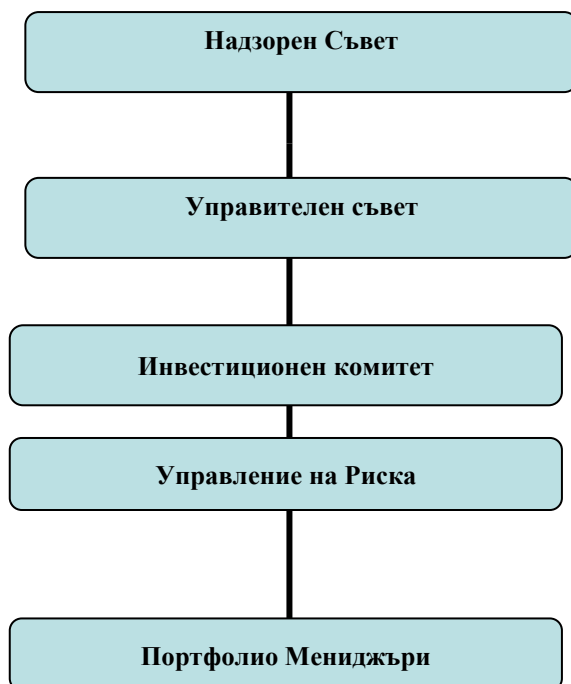 Надзорен Съвет
Управителен съвет
Инвестиционен комитет
Управление на Риска
Портфолио Мениджъри